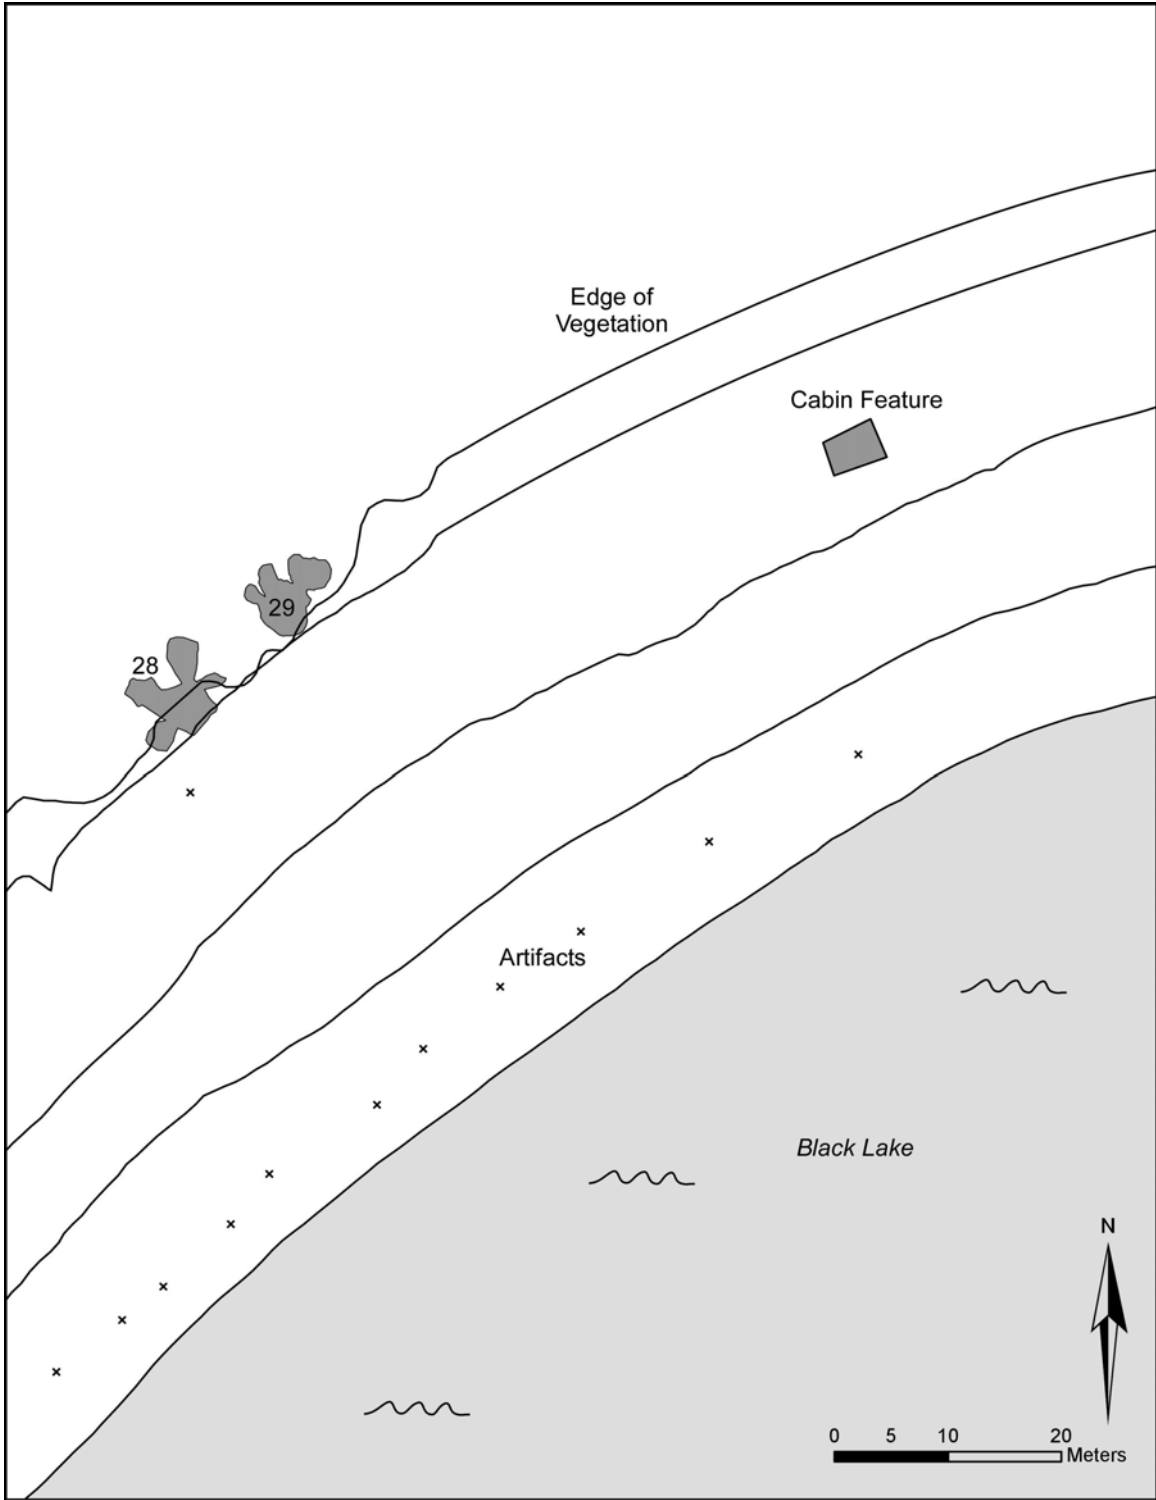 Edge of
Vegetation
Cabin Feature
29
28
Artifacts
Black Lake
N
0 5 10 20
Meters